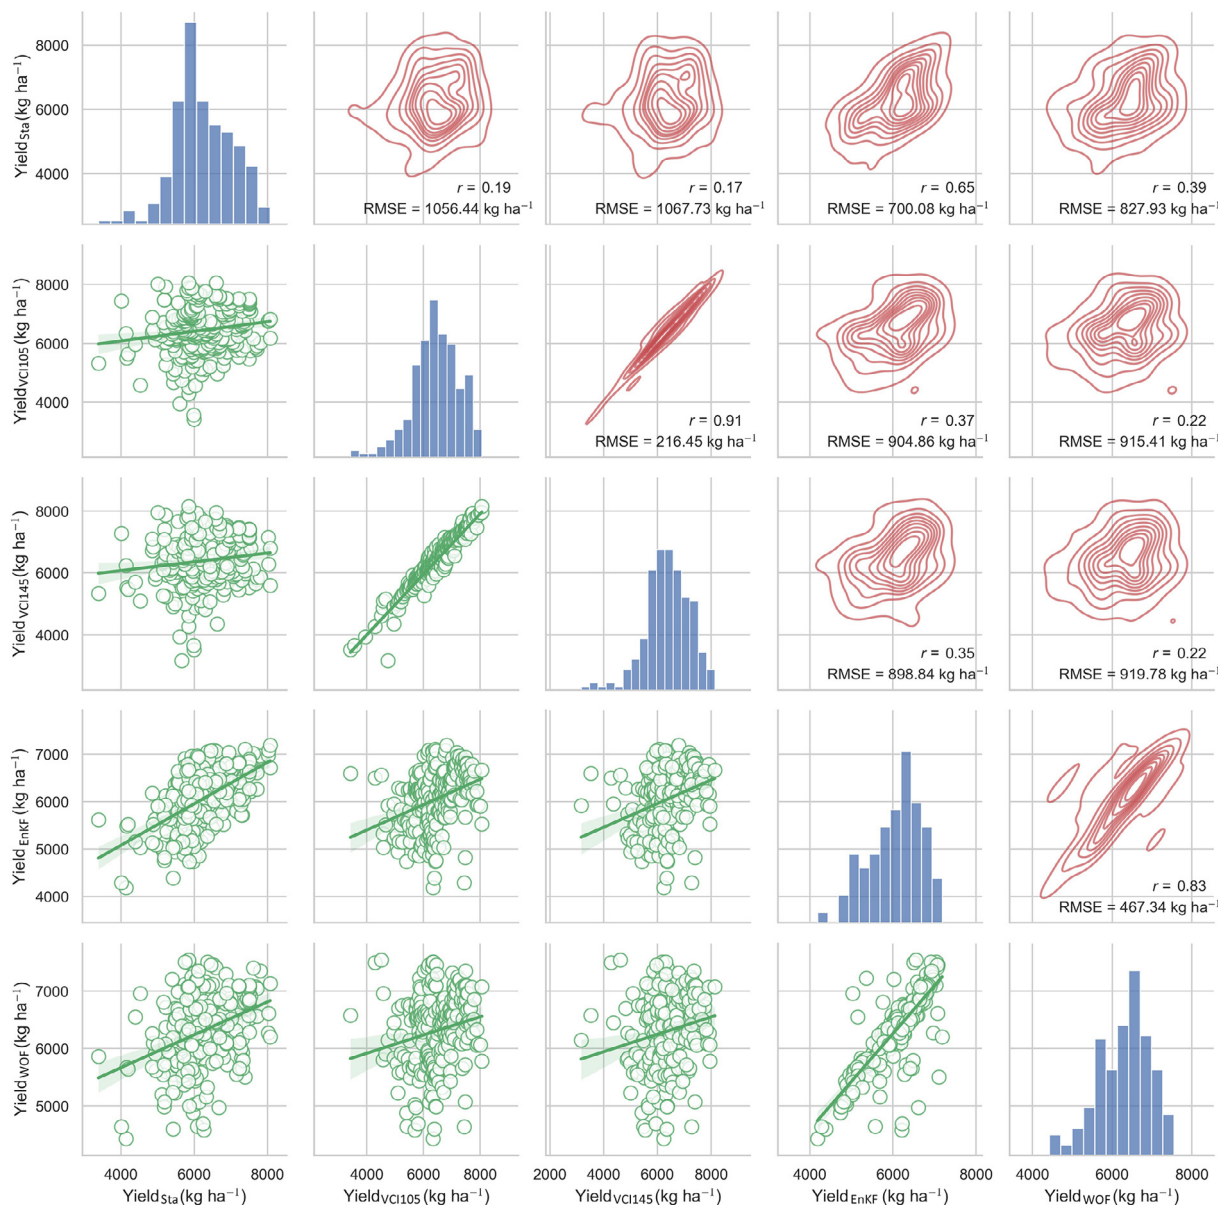 Yield_Sta (kg ha⁻¹)
8000
6000
4000
r = 0.19
RMSE = 1056.44 kg ha⁻¹
r = 0.17
RMSE = 1067.73 kg ha⁻¹
r = 0.65
RMSE = 700.08 kg ha⁻¹
r = 0.39
RMSE = 827.93 kg ha⁻¹
Yield_VCI105 (kg ha⁻¹)
8000
6000
4000
r = 0.91
RMSE = 216.45 kg ha⁻¹
r = 0.37
RMSE = 904.86 kg ha⁻¹
r = 0.22
RMSE = 915.41 kg ha⁻¹
Yield_VCI145 (kg ha⁻¹)
8000
6000
4000
r = 0.35
RMSE = 898.84 kg ha⁻¹
r = 0.22
RMSE = 919.78 kg ha⁻¹
Yield_EnKF (kg ha⁻¹)
7000
6000
5000
4000
r = 0.83
RMSE = 467.34 kg ha⁻¹
Yield_WOF (kg ha⁻¹)
7000
6000
5000
4000 6000 8000
4000 6000 8000
2000 4000 6000 8000
4000 6000 8000
4000 6000 8000
Yield_Sta (kg ha⁻¹)
Yield_VCI105 (kg ha⁻¹)
Yield_VCI145 (kg ha⁻¹)
Yield_EnKF (kg ha⁻¹)
Yield_WOF (kg ha⁻¹)